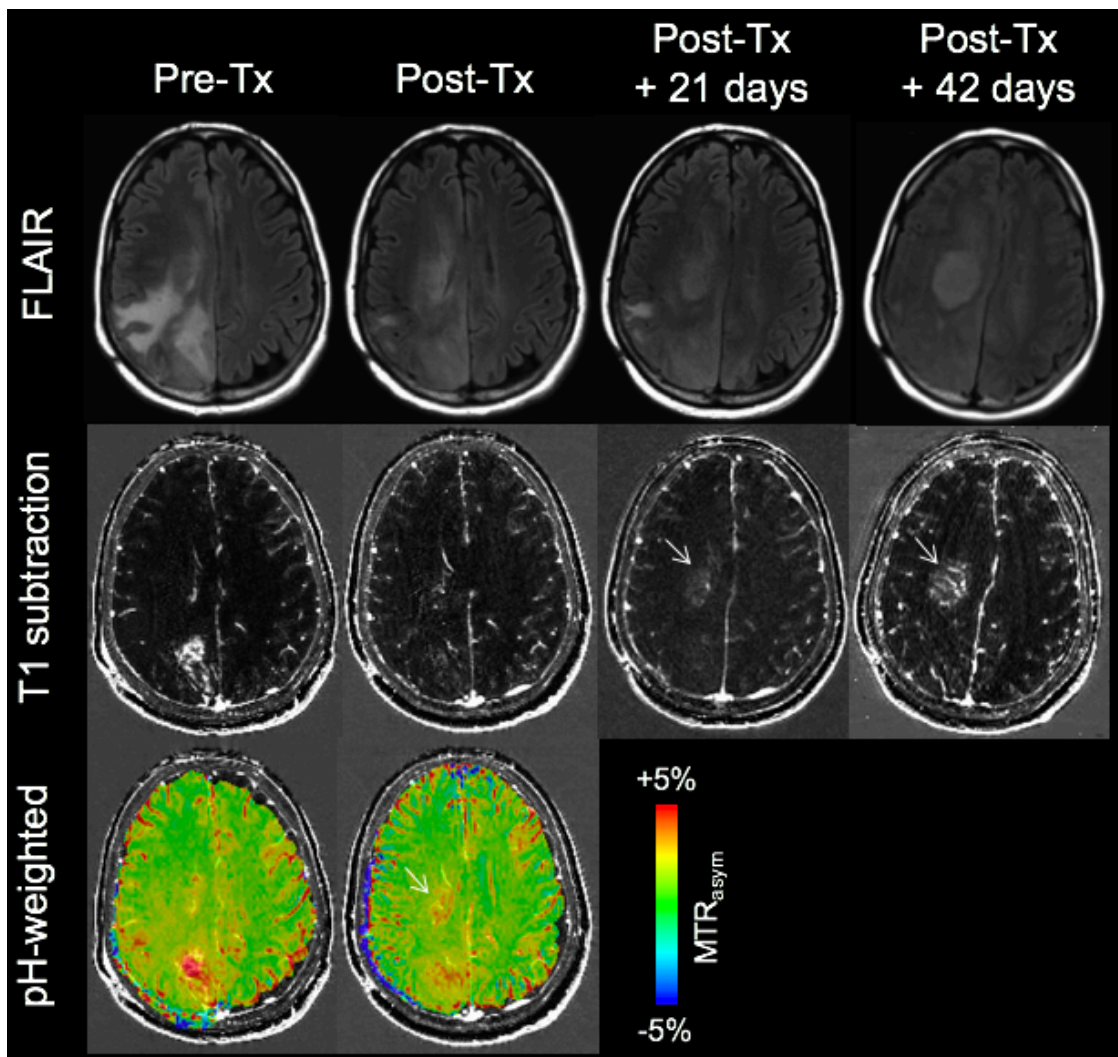 Pre-Tx
Post-Tx
Post-Tx
+ 21 days
Post-Tx
+ 42 days
FLAIR
T1 subtraction
pH-weighted
+5%
MTRasym
-5%